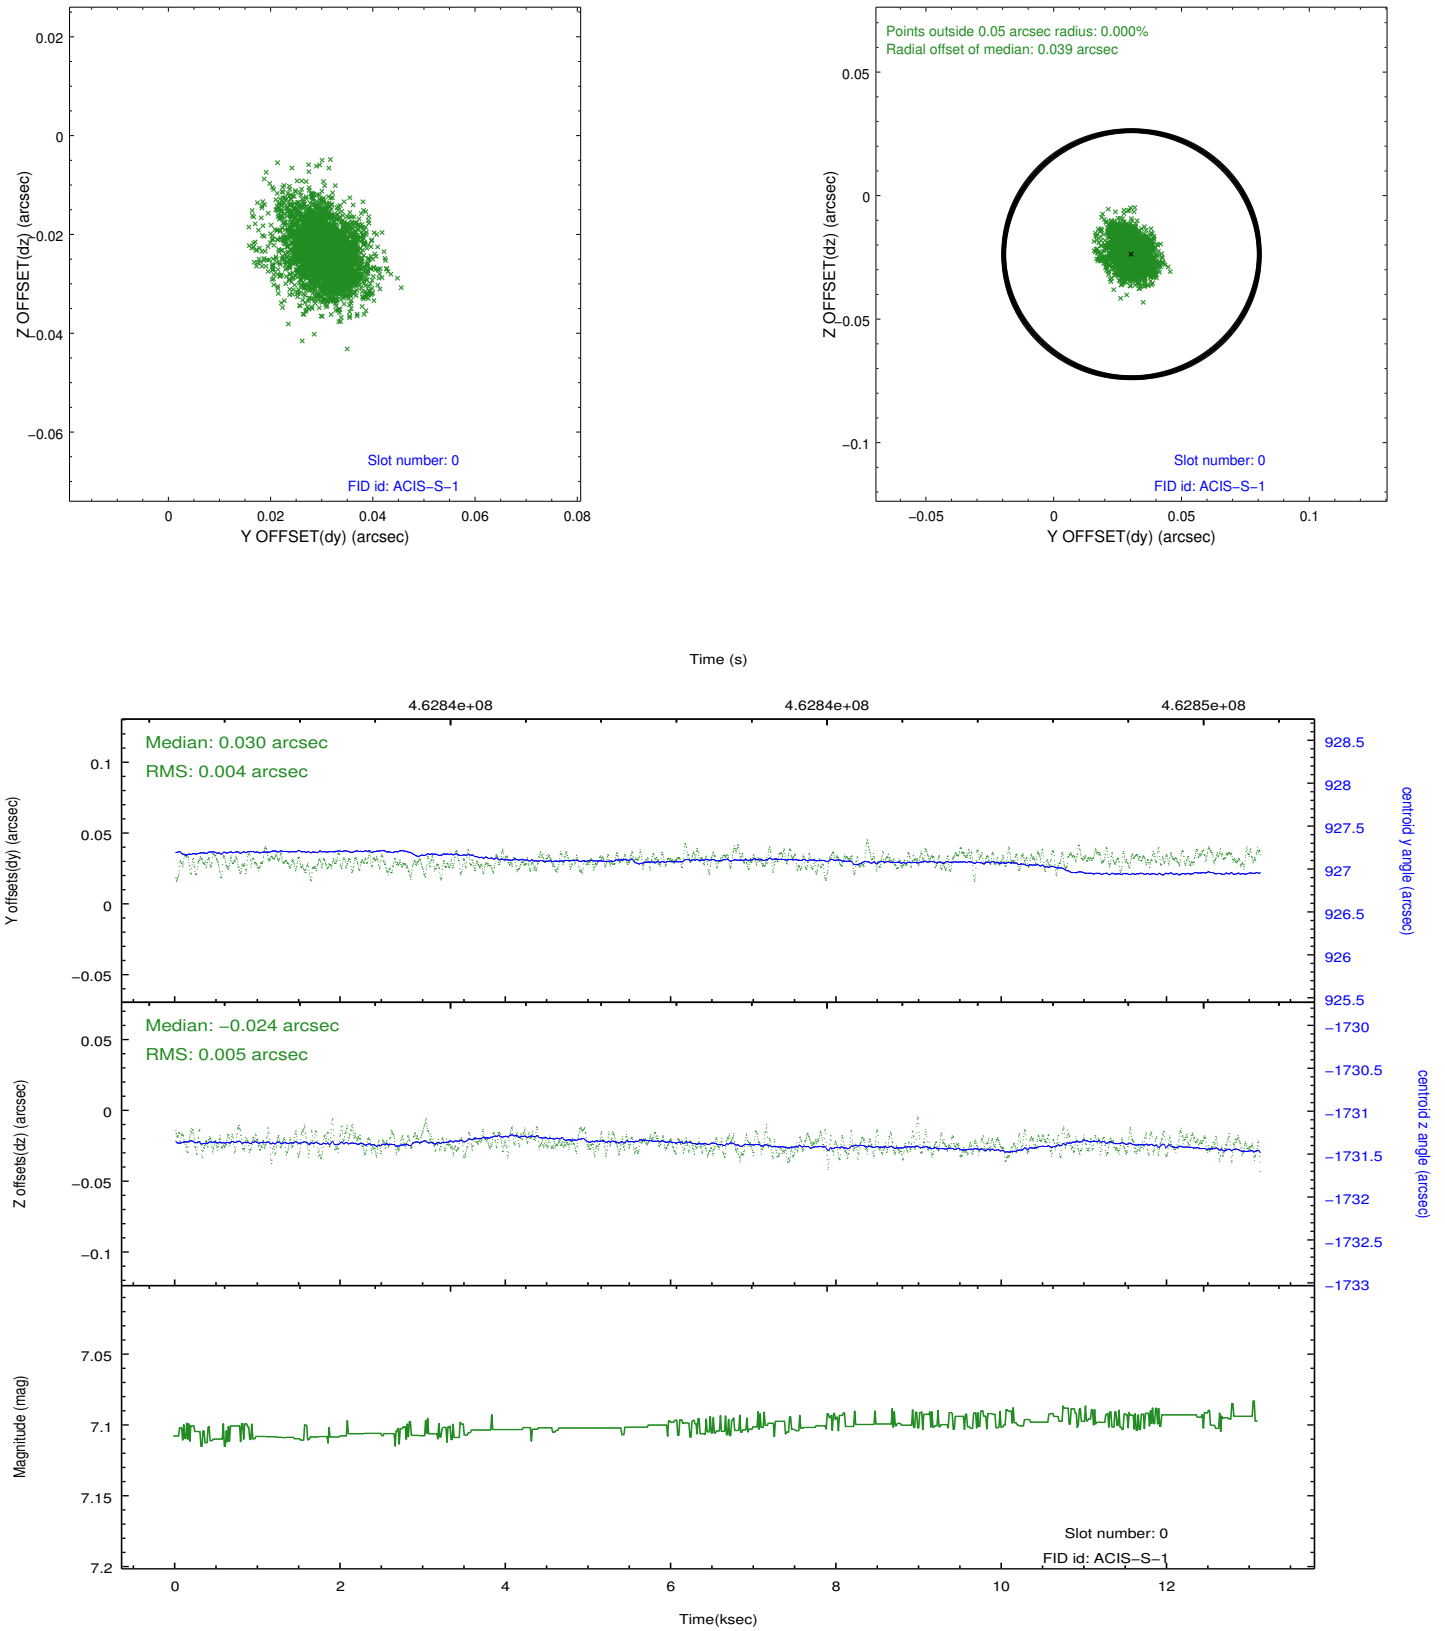 0.02
0
−0.02
−0.04
−0.06
Z OFFSET(dz) (arcsec)
Slot number: 0
FID id: ACIS−S−1
0
0.02
0.04
0.06
0.08
Y OFFSET(dy) (arcsec)
Points outside 0.05 arcsec radius: 0.000%
Radial offset of median: 0.039 arcsec
0.05
0
−0.05
−0.1
Z OFFSET(dz) (arcsec)
Slot number: 0
FID id: ACIS−S−1
−0.05
0
0.05
0.1
Y OFFSET(dy) (arcsec)
Time (s)
4.6284e+08
4.6284e+08
4.6285e+08
Median: 0.030 arcsec
RMS: 0.004 arcsec
0.1
0.05
0
−0.05
Y offsets(dy) (arcsec)
928.5
928
927.5
927
926.5
926
925.5
centroid y angle (arcsec)
Median: −0.024 arcsec
RMS: 0.005 arcsec
0.05
0
−0.05
−0.1
Z offsets(dz) (arcsec)
−1730
−1730.5
−1731
−1731.5
−1732
−1732.5
−1733
centroid z angle (arcsec)
7.05
7.1
7.15
7.2
Magnitude (mag)
Slot number: 0
FID id: ACIS−S−1
0
2
4
6
8
10
12
Time(ksec)